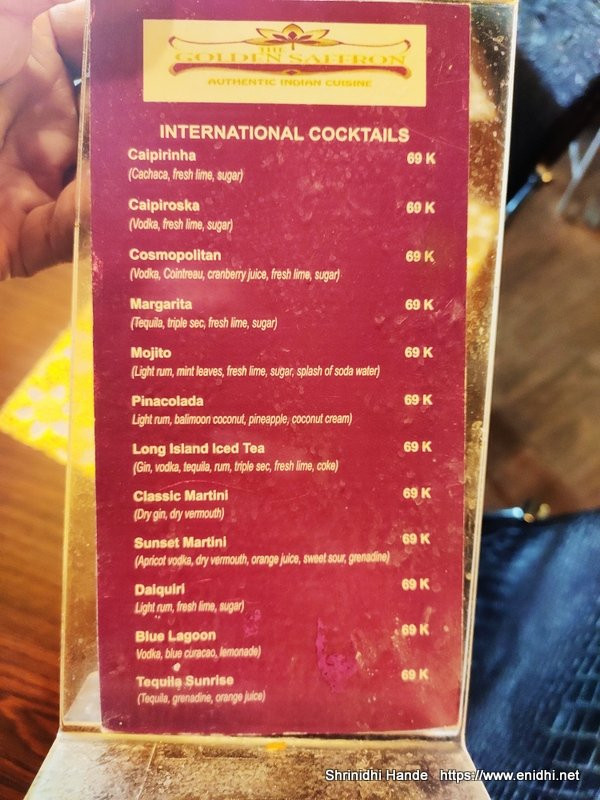 THE
GOLDEN SAFFRON
AUTHENTIC INDIAN CUISINE
INTERNATIONAL COCKTAILS
Caipirinha 69 K
(Cachaca, fresh lime, sugar)
Caipiroska 69 K
(Vodka, fresh lime, sugar)
Cosmopolitan 69 K
(Vodka, Cointreau, cranberry juice, fresh lime, sugar)
Margarita 69 K
(Tequila, triple sec, fresh lime, sugar)
Mojito 69 K
(Light rum, mint leaves, fresh lime, sugar, splash of soda water)
Pinacolada 69 K
Light rum, balimoon coconut, pineapple, coconut cream)
Long Island Iced Tea 69 K
(Gin, vodka, tequila, rum, triple sec, fresh lime, coke)
Classic Martini 69 K
(Dry gin, dry vermouth)
Sunset Martini 69 K
(Apricot vodka, dry vermouth, orange juice, sweet sour, grenadine)
Daiquiri 69 K
Light rum, fresh lime, sugar)
Blue Lagoon 69 K
Vodka, blue curacao, lemonade)
Tequila Sunrise 69 K
(Tequila, grenadine, orange juice)
Shrinidhi Hande https://www.enidhi.net